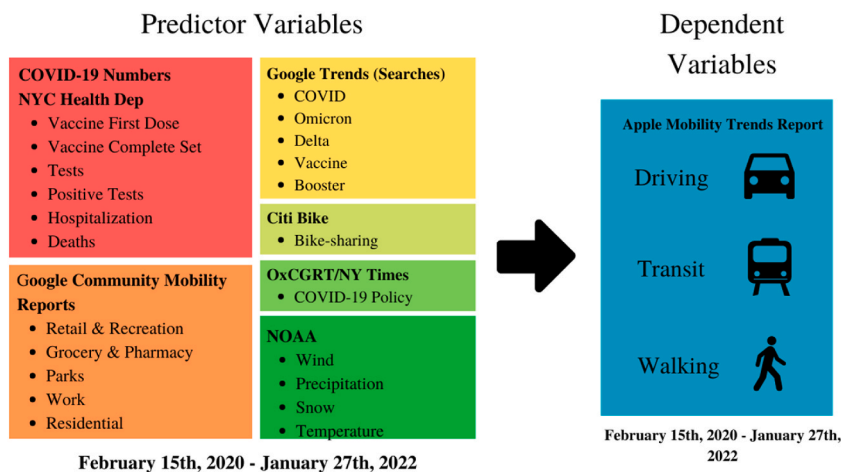 Predictor Variables
COVID-19 Numbers
NYC Health Dep
• Vaccine First Dose
• Vaccine Complete Set
• Tests
• Positive Tests
• Hospitalization
• Deaths
Google Community Mobility
Reports
• Retail & Recreation
• Grocery & Pharmacy
• Parks
• Work
• Residential
Google Trends (Searches)
• COVID
• Omicron
• Delta
• Vaccine
• Booster
Citi Bike
• Bike-sharing
OxCGRT/NY Times
• COVID-19 Policy
NOAA
• Wind
• Precipitation
• Snow
• Temperature
February 15th, 2020 - January 27th, 2022
Dependent
Variables
Apple Mobility Trends Report
Driving
Transit
Walking
February 15th, 2020 - January 27th,
2022